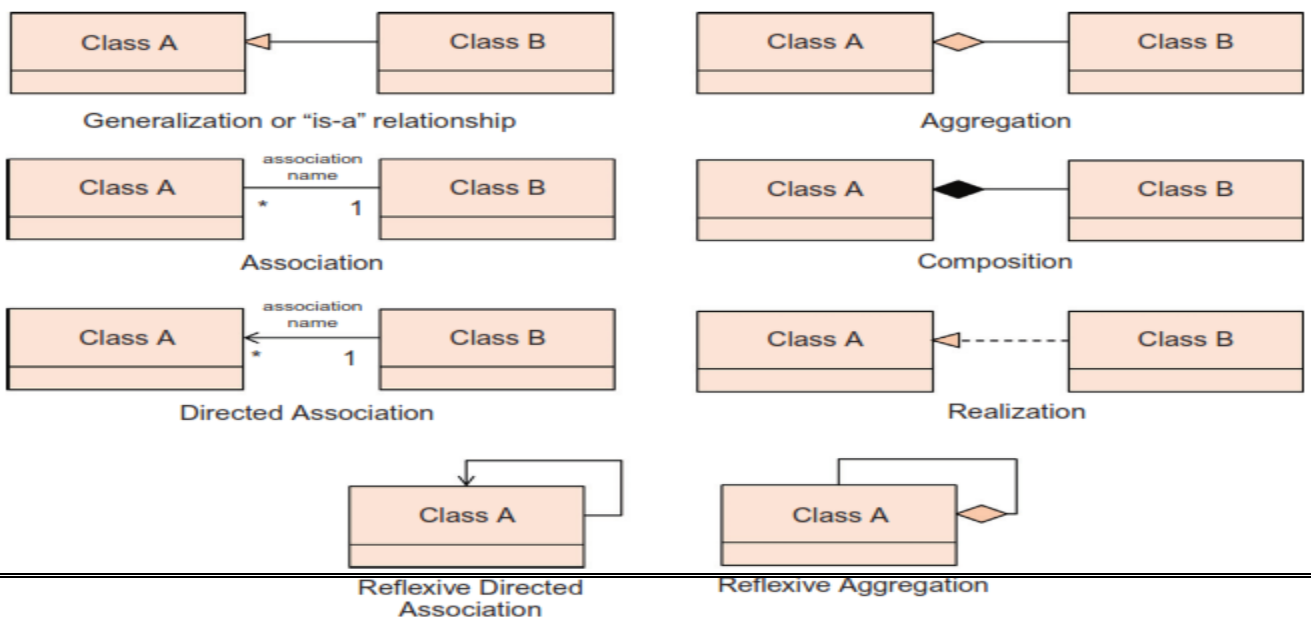 Class A
Class B
Generalization or “is-a” relationship
Class A
Class B
Aggregation
Class A
association
name
*
1
Class B
Association
Class A
Class B
Composition
Class A
association
name
*
1
Class B
Directed Association
Class A
Class B
Realization
Class A
Reflexive Directed
Association
Class A
Reflexive Aggregation